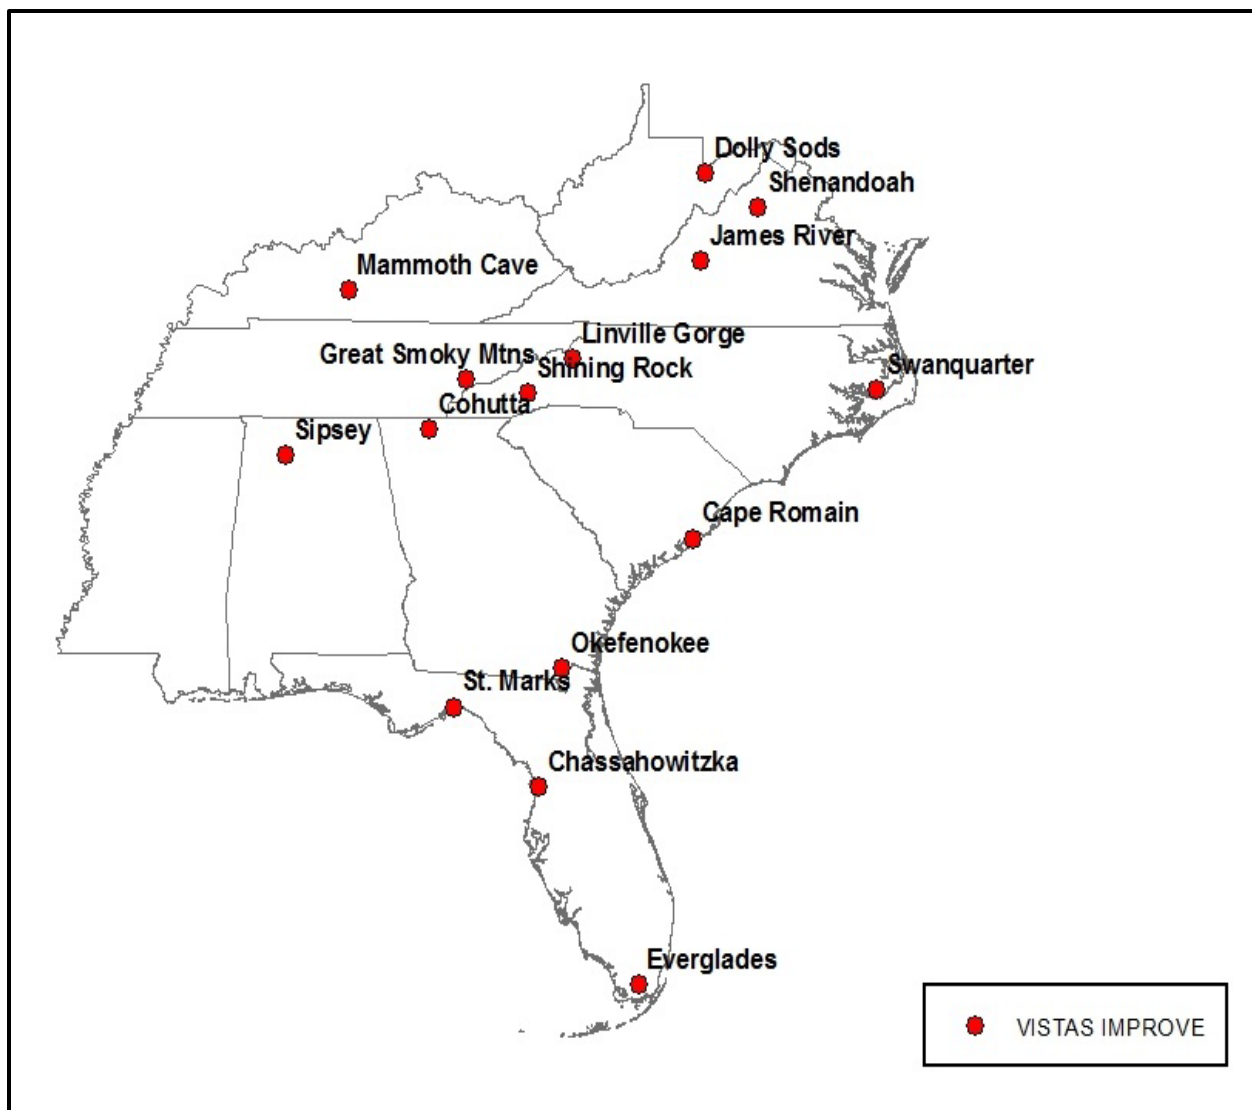 Dolly Sods
Shenandoah
James River
Mammoth Cave
Linville Gorge
Great Smoky Mtns
Shining Rock
Swanquarter
Cohutta
Sipsey
Cape Romain
Okefenokee
St. Marks
Chassahowitzka
Everglades
VISTAS IMPROVE